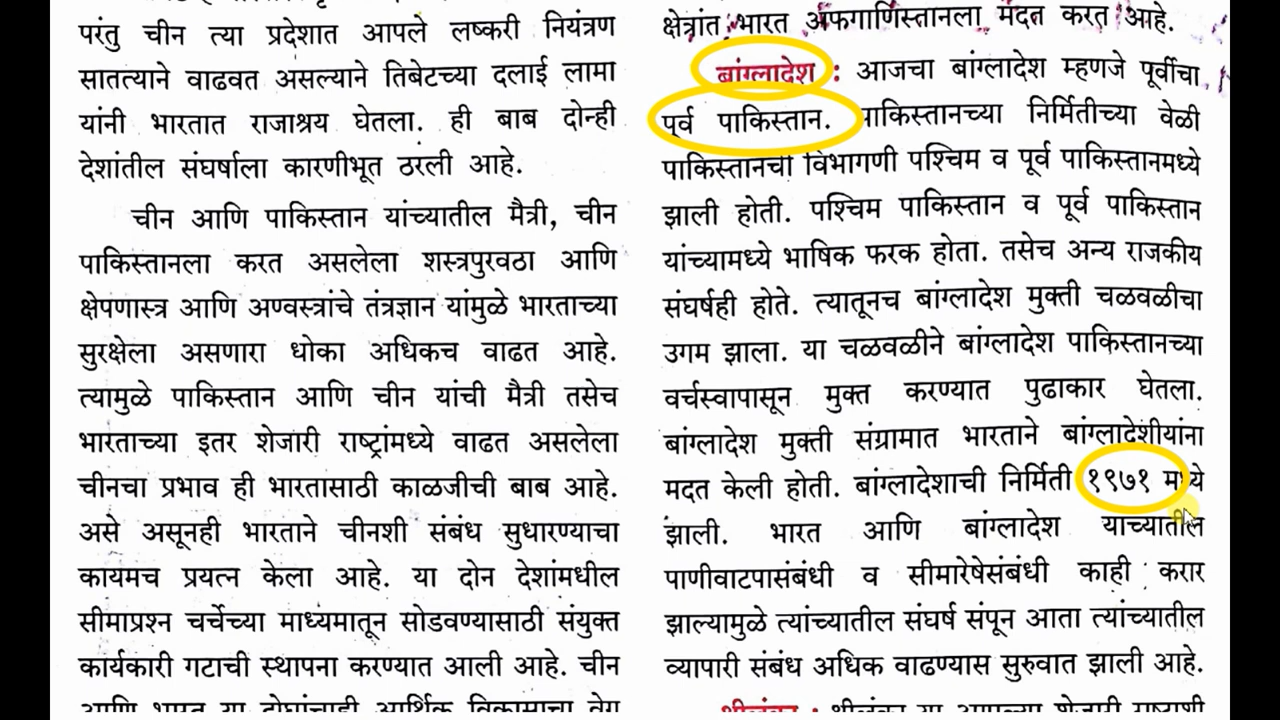 परंतु चीन त्या प्रदेशात आपले लष्करी नियंत्रण
सातत्याने वाढवत असल्याने तिबेटच्या दलाई लामा
यांनी भारतात राजाश्रय घेतला. ही बाब दोन्ही
देशांतील संघर्षाला कारणीभूत ठरली आहे.
चीन आणि पाकिस्तान यांच्यातील मैत्री, चीन
पाकिस्तानला करत असलेला शस्त्रपुरवठा आणि
क्षेपणास्त्र आणि अण्वस्त्रांचे तंत्रज्ञान यांमुळे भारताच्या
सुरक्षेला असणारा धोका अधिकच वाढत आहे.
त्यामुळे पाकिस्तान आणि चीन यांची मैत्री तसेच
भारताच्या इतर शेजारी राष्ट्रांमध्ये वाढत असलेला
चीनचा प्रभाव ही भारतासाठी काळजीची बाब आहे.
असे असूनही भारताने चीनशी संबंध सुधारण्याचा
कायमच प्रयत्न केला आहे. या दोन देशांमधील
सीमाप्रश्न चर्चेच्या माध्यमातून सोडवण्यासाठी संयुक्त
कार्यकारी गटाची स्थापना करण्यात आली आहे. चीन
आणि भारत या दोघांचाही आर्थिक विकासाचा वेग
क्षेत्रांत भारत अफगाणिस्तानला मदत करत आहे.
बांग्लादेश : आजचा बांग्लादेश म्हणजे पूर्वीचा
पूर्व पाकिस्तान. पाकिस्तानच्या निर्मितीच्या वेळी
पाकिस्तानची विभागणी पश्चिम व पूर्व पाकिस्तानमध्ये
झाली होती. पश्चिम पाकिस्तान व पूर्व पाकिस्तान
यांच्यामध्ये भाषिक फरक होता. तसेच अन्य राजकीय
संघर्षही होते. त्यातूनच बांग्लादेश मुक्ती चळवळीचा
उगम झाला. या चळवळीने बांग्लादेश पाकिस्तानच्या
वर्चस्वापासून मुक्त करण्यात पुढाकार घेतला.
बांग्लादेश मुक्ती संग्रामात भारताने बांग्लादेशीयांना
मदत केली होती. बांग्लादेशाची निर्मिती १९७१ मध्ये
झाली. भारत आणि बांग्लादेश याच्यातील
पाणीवाटपासंबंधी व सीमारेषेसंबंधी काही करार
झाल्यामुळे त्यांच्यातील संघर्ष संपून आता त्यांच्यातील
व्यापारी संबंध अधिक वाढण्यास सुरुवात झाली आहे.
श्रीलंका : श्रीलंका या आपल्या शेजारी राष्ट्राशी